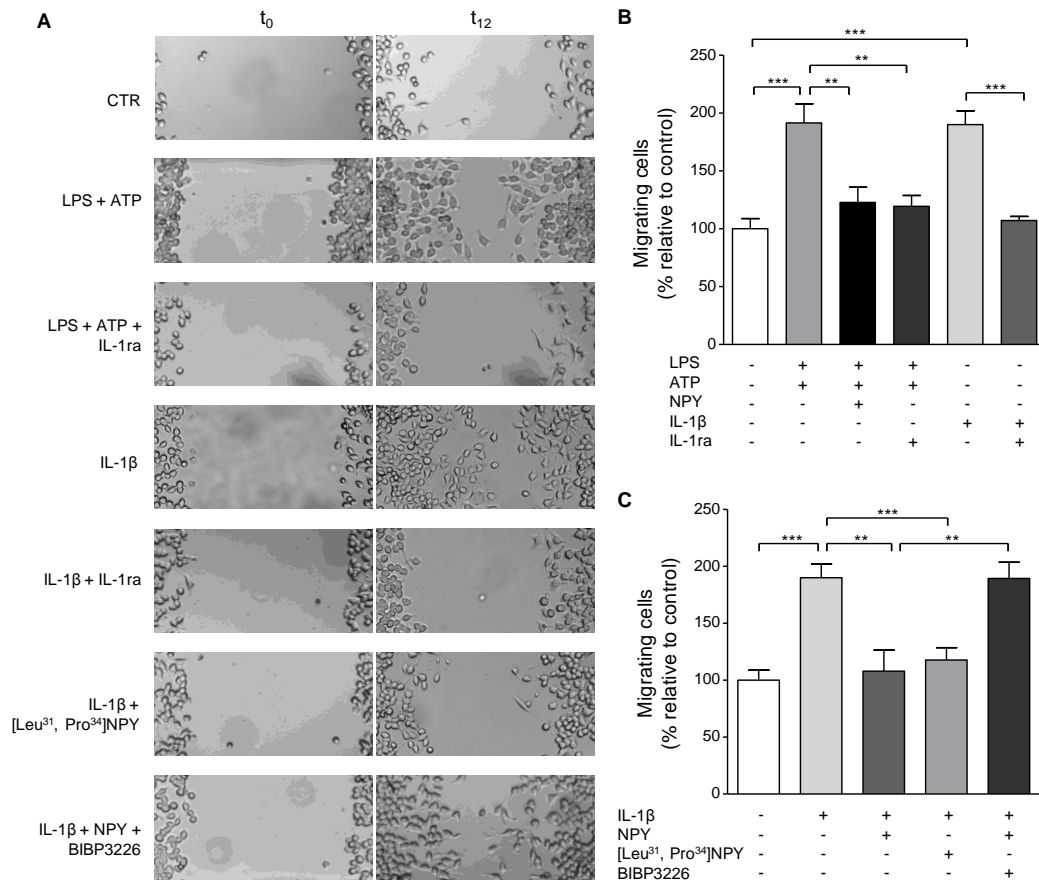 A
t0
t12
CTR
LPS + ATP
LPS + ATP +
IL-1ra
IL-1β
IL-1β + IL-1ra
IL-1β +
[Leu³¹, Pro³⁴]NPY
IL-1β + NPY +
BIBP3226
B
Migrating cells
(% relative to control)
250
200
150
100
50
0
***
**
*** ** ***
LPS - + + + - -
ATP - + + + - -
NPY - - + - - -
IL-1β - - - - + +
IL-1ra - - - + - +
C
Migrating cells
(% relative to control)
250
200
150
100
50
0
***
*** ** **
IL-1β - + + + +
NPY - - + - +
[Leu³¹, Pro³⁴]NPY - - - + -
BIBP3226 - - - - +